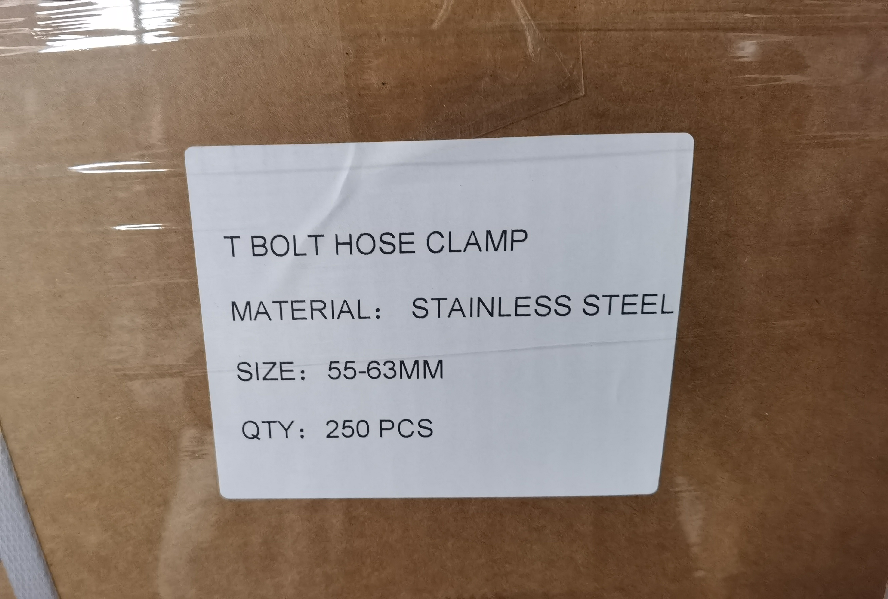 T BOLT HOSE CLAMP
MATERIAL： STAINLESS STEEL
SIZE： 55-63MM
QTY： 250 PCS